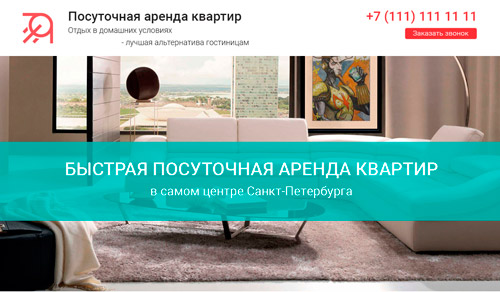 Посуточная аренда квартир
+7 (111) 111 11 11
Отдых в домашних условиях
Заказать звонок
- лучшая альтернатива гостиницам
БЫСТРАЯ ПОСУТОЧНАЯ АРЕНДА КВАРТИР
в самом центре Санкт-Петербурга